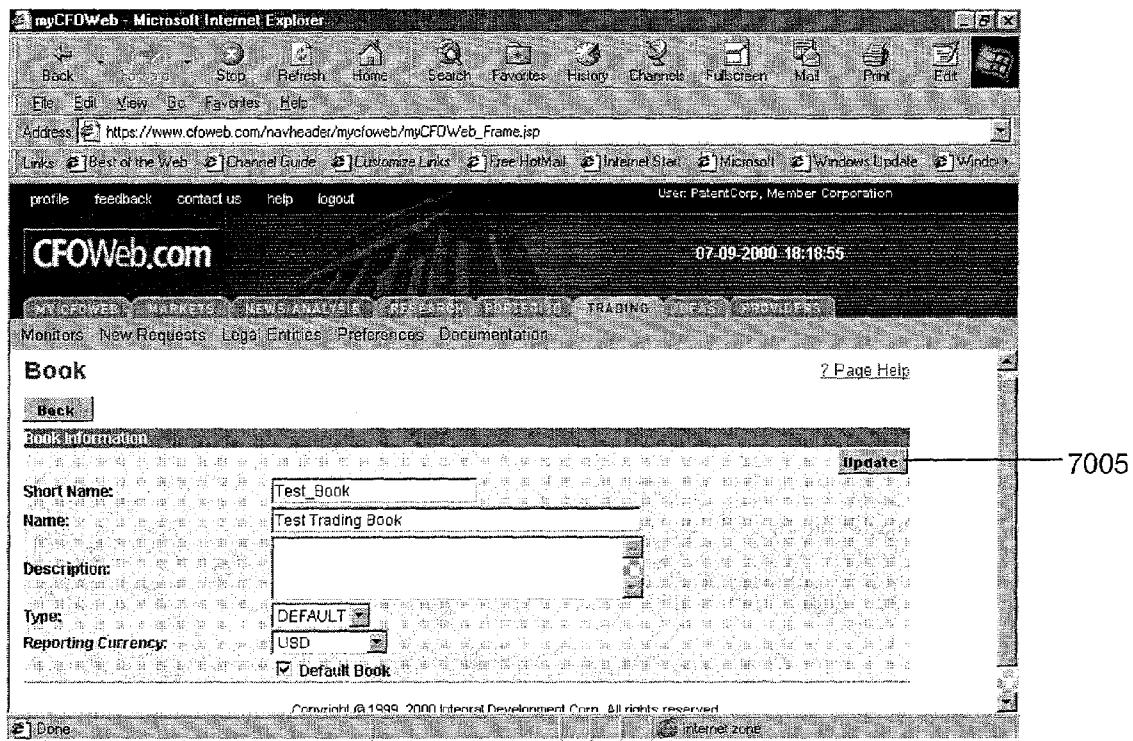 myCFOWeb - Microsoft Internet Explorer
Back Stop Refresh Home Search Favorites History Channels Fullscreen Mail Print Edit
File Edit View Go Favorites Help
Address https://www.cfoweb.com/navheader/mycfoweb/myCFOWeb_Frame.jsp
Links Best of the Web Channel Guide Customize Links Free HotMail Internet Start Microsoft Windows Update Window
profile feedback contact us help logout User: PatentCorp, Member Corporation
CFOWeb.com 07-09-2000 18:18:55
MYCFOWEB MARKETS NEWS/ANALYSIS RESEARCH PORTFOLIO TRADING IDEAS PROVIDERS
Monitors New Requests Legal Entities Preferences Documentation
Book ? Page Help
Back
Book Information
Update 7005
Short Name: Test_Book
Name: Test Trading Book
Description:
Type: DEFAULT
Reporting Currency: USD
Default Book
Copyright @ 1999, 2000 Integral Development Corp. All rights reserved.
Done internet zone